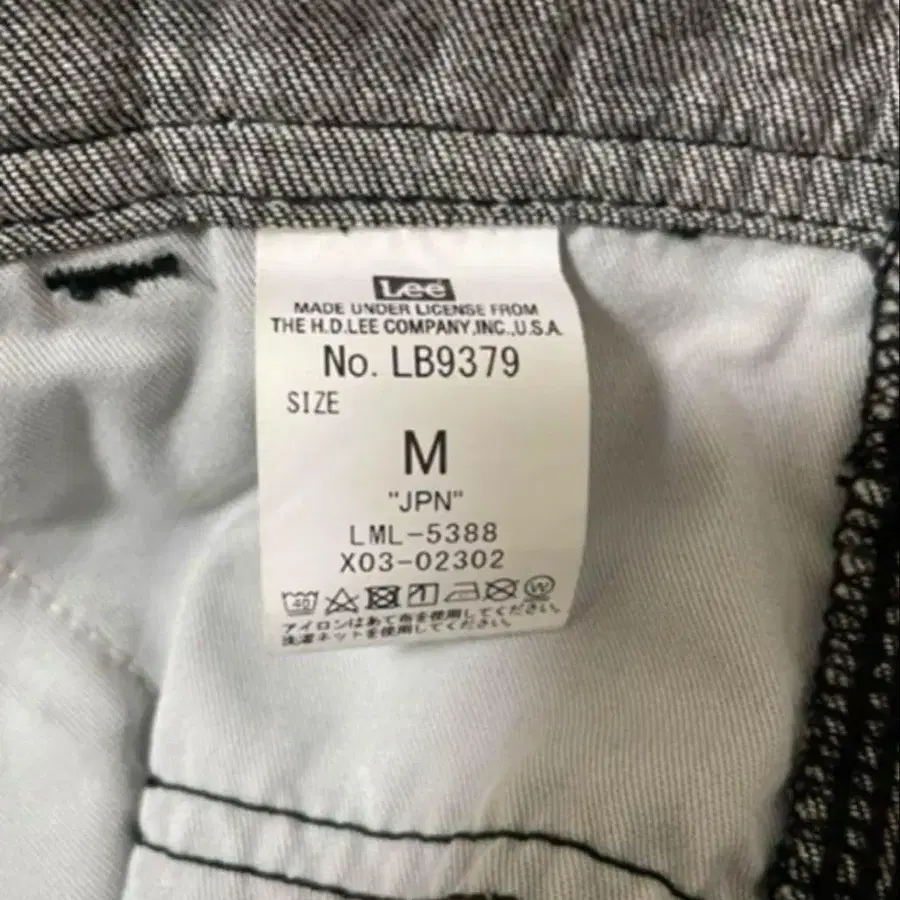 Lee
MADE UNDER LICENSE FROM
THE H.D.LEE COMPANY,INC.,U.S.A.
No. LB9379
SIZE
M
"JPN"
LML-5388
X03-02302
40 W
アイロンはあて布を使用してください。
洗濯ネットを使用してください。